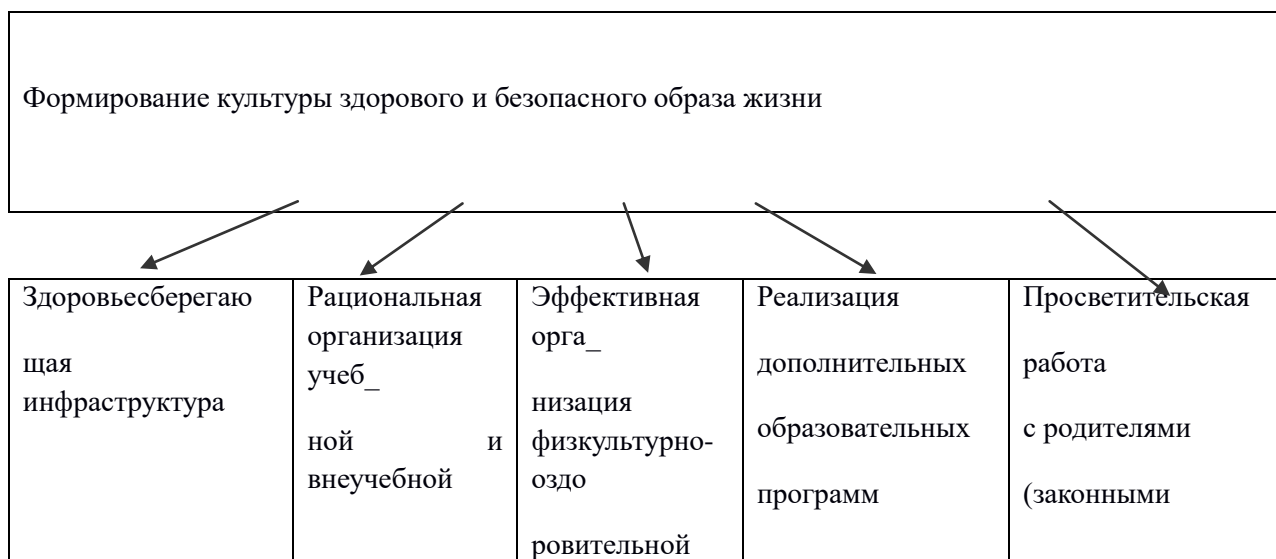 Формирование культуры здорового и безопасного образа жизни
Здоровьесберегаю
щая
инфраструктура
Рациональная
организация
учеб_
ной и
внеучебной
Эффективная
орга_
низация
физкультурно-
оздо
ровительной
Реализация
дополнительных
образовательных
программ
Просветительская
работа
с родителями
(законными